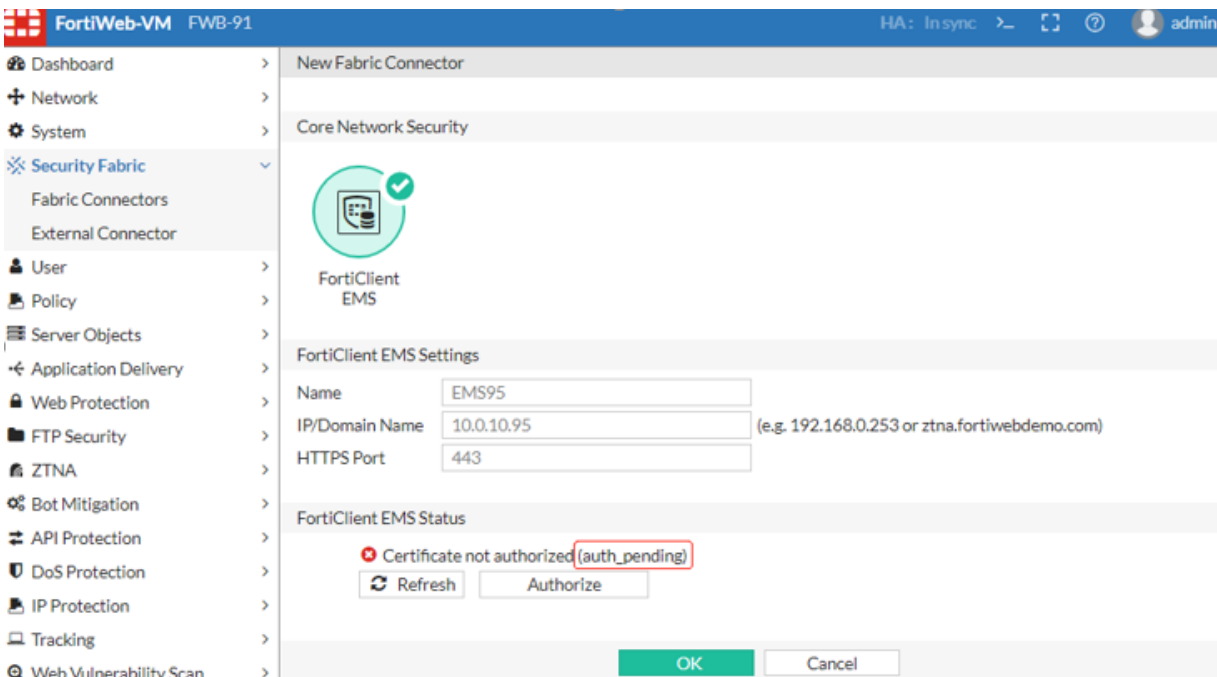 FortiWeb-VM FWB-91 HA: In sync >_ admin
Dashboard
Network
System
Security Fabric
Fabric Connectors
External Connector
User
Policy
Server Objects
Application Delivery
Web Protection
FTP Security
ZTNA
Bot Mitigation
API Protection
DoS Protection
IP Protection
Tracking
Web Vulnerability Scan
New Fabric Connector
Core Network Security
FortiClient
EMS
FortiClient EMS Settings
Name EMS95
IP/Domain Name 10.0.10.95 (e.g. 192.168.0.253 or ztna.fortiwebdemo.com)
HTTPS Port 443
FortiClient EMS Status
Certificate not authorized (auth_pending)
Refresh Authorize
OK Cancel